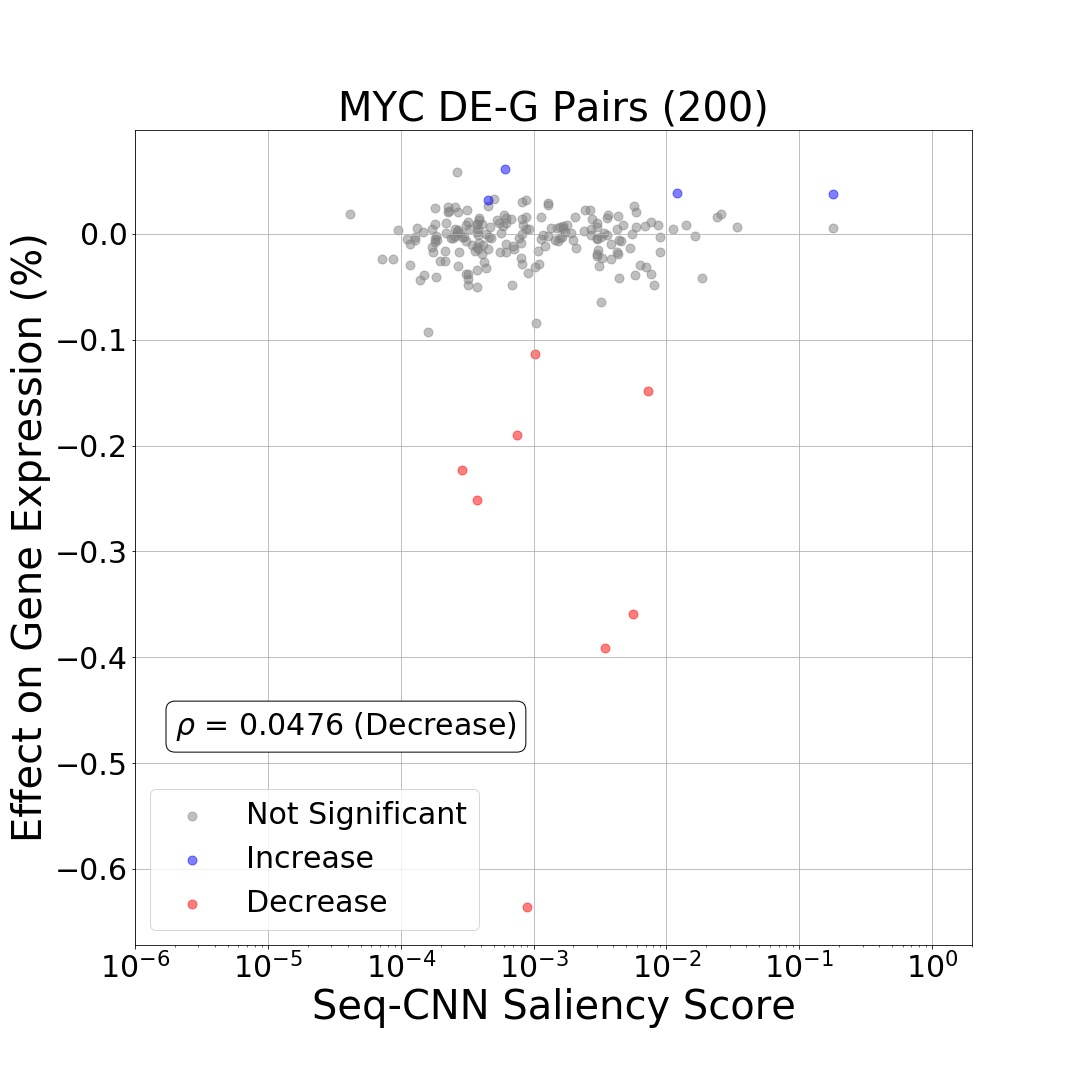 MYC DE-G Pairs (200)
Effect on Gene Expression (%)
0.0
−0.1
−0.2
−0.3
−0.4
−0.5
−0.6
ρ = 0.0476 (Decrease)
Not Significant
Increase
Decrease
10⁻⁶ 10⁻⁵ 10⁻⁴ 10⁻³ 10⁻² 10⁻¹ 10⁰
Seq-CNN Saliency Score